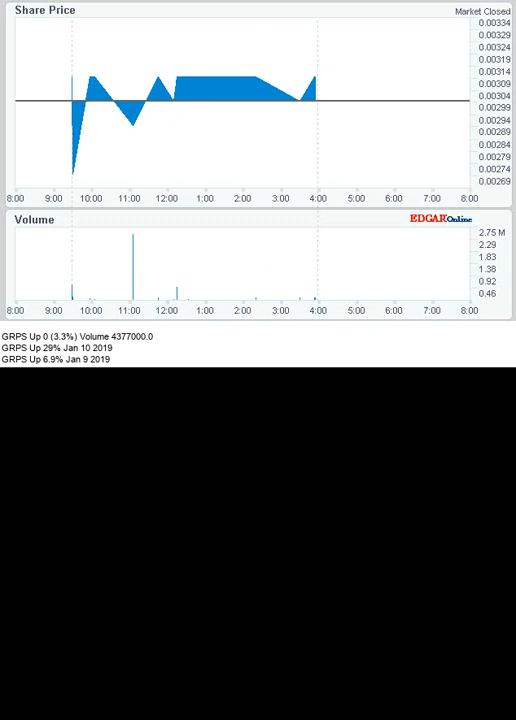 Share Price
Market Closed
0.00334
0.00329
0.00324
0.00319
0.00314
0.00309
0.00304
0.00299
0.00294
0.00289
0.00284
0.00279
0.00274
0.00269
8:00 9:00 10:00 11:00 12:00 1:00 2:00 3:00 4:00 5:00 6:00 7:00 8:00
Volume
EDGAR Online
2.75 M
2.29
1.83
1.38
0.92
0.46
8:00 9:00 10:00 11:00 12:00 1:00 2:00 3:00 4:00 5:00 6:00 7:00 8:00
GRPS Up 0 (3.3%) Volume 4377000.0
GRPS Up 29% Jan 10 2019
GRPS Up 6.9% Jan 9 2019